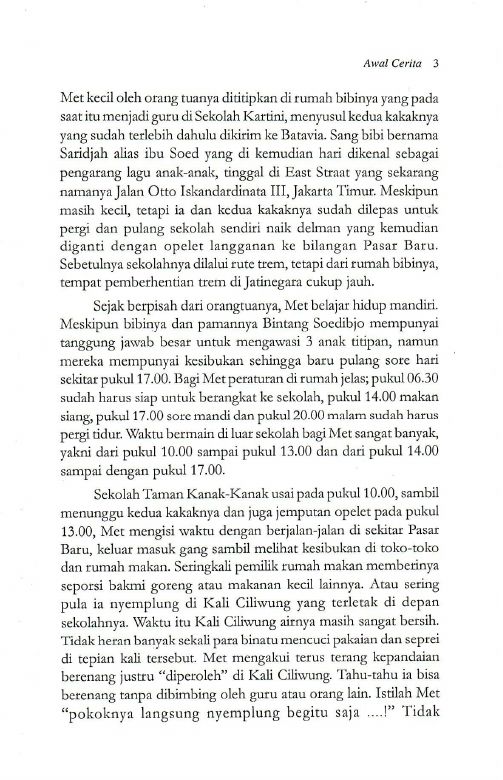 Awal Cerita 3
Met kecil oleh orang tuanya dititipkan di rumah bibinya yang pada
saat itu menjadi guru di Sekolah Kartini, menyusul kedua kakaknya
yang sudah terlebih dahulu dikirim ke Batavia. Sang bibi bernama
Saridjah alias ibu Soed yang di kemudian hari dikenal sebagai
pengarang lagu anak-anak, tinggal di East Straat yang sekarang
namanya Jalan Otto Iskandardinata III, Jakarta Timur. Meskipun
masih kecil, tetapi ia dan kedua kakaknya sudah dilepas untuk
pergi dan pulang sekolah sendiri naik delman yang kemudian
diganti dengan opelet langganan ke bilangan Pasar Baru.
Sebetulnya sekolahnya dilalui rute trem, tetapi dari rumah bibinya,
tempat pemberhentian trem di Jatinegara cukup jauh.
Sejak berpisah dari orangtuanya, Met belajar hidup mandiri.
Meskipun bibinya dan pamannya Bintang Soedibjo mempunyai
tanggung jawab besar untuk mengawasi 3 anak titipan, namun
mereka mempunyai kesibukan sehingga baru pulang sore hari
sekitar pukul 17.00. Bagi Met peraturan di rumah jelas; pukul 06.30
sudah harus siap untuk berangkat ke sekolah, pukul 14.00 makan
siang, pukul 17.00 sore mandi dan pukul 20.00 malam sudah harus
pergi tidur. Waktu bermain di luar sekolah bagi Met sangat banyak,
yakni dari pukul 10.00 sampai pukul 13.00 dan dari pukul 14.00
sampai dengan pukul 17.00.
Sekolah Taman Kanak-Kanak usai pada pukul 10.00, sambil
menunggu kedua kakaknya dan juga jemputan opelet pada pukul
13.00, Met mengisi waktu dengan berjalan-jalan di sekitar Pasar
Baru, keluar masuk gang sambil melihat kesibukan di toko-toko
dan rumah makan. Seringkali pemilik rumah makan memberinya
seporsi bakmi goreng atau makanan kecil lainnya. Atau sering
pula ia nyemplung di Kali Ciliwung yang terletak di depan
sekolahnya. Waktu itu Kali Ciliwung airnya masih sangat bersih.
Tidak heran banyak sekali para binatu mencuci pakaian dan seprei
di tepian kali tersebut. Met mengakui terus terang kepandaian
berenang justru “diperoleh” di Kali Ciliwung. Tahu-tahu ia bisa
berenang tanpa dibimbing oleh guru atau orang lain. Istilah Met
“pokoknya langsung nyemplung begitu saja ....!” Tidak